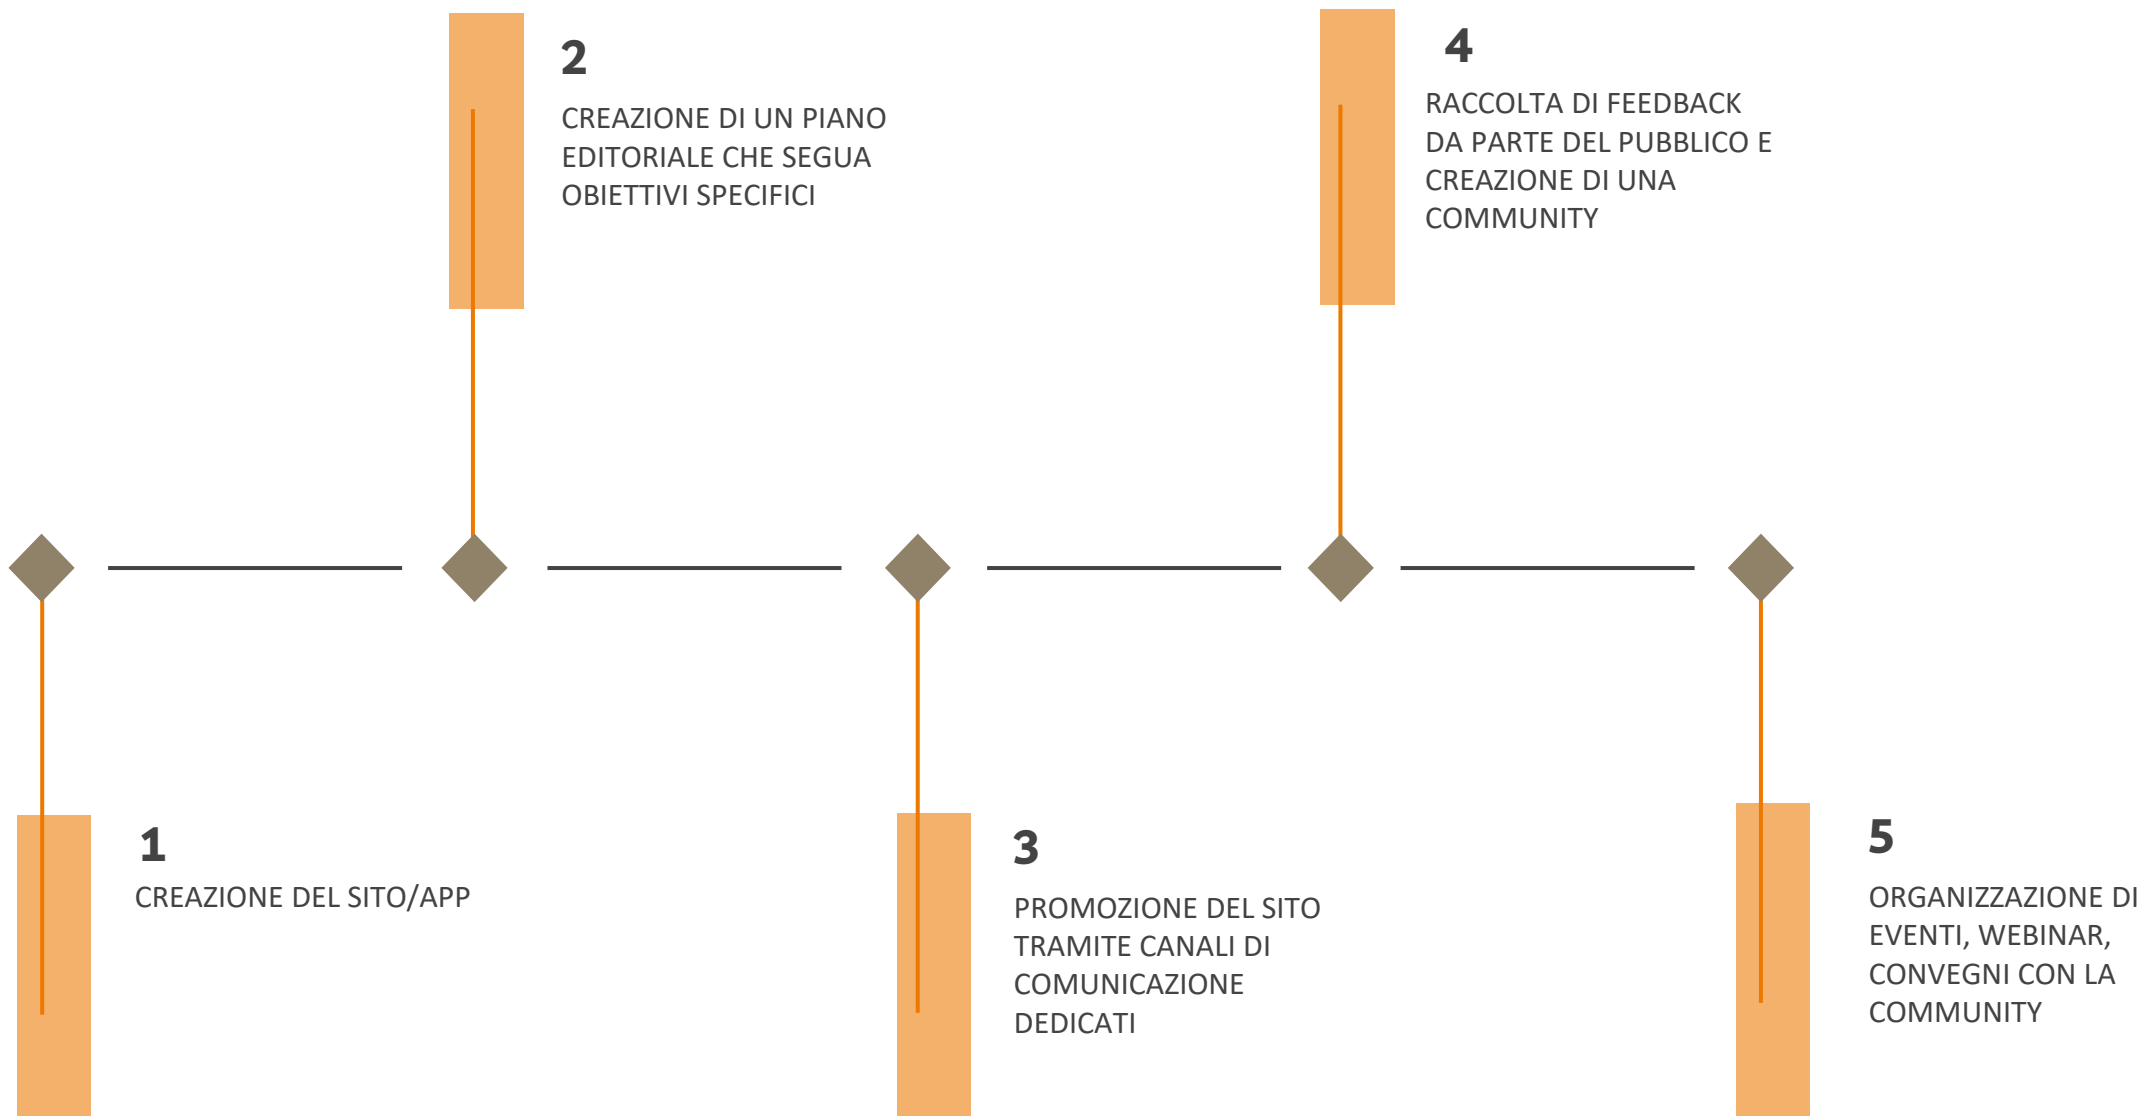 1
CREAZIONE DEL SITO/APP
2
CREAZIONE DI UN PIANO
EDITORIALE CHE SEGUA
OBIETTIVI SPECIFICI
3
PROMOZIONE DEL SITO
TRAMITE CANALI DI
COMUNICAZIONE
DEDICATI
4
RACCOLTA DI FEEDBACK
DA PARTE DEL PUBBLICO E
CREAZIONE DI UNA
COMMUNITY
5
ORGANIZZAZIONE DI
EVENTI, WEBINAR,
CONVEGNI CON LA
COMMUNITY